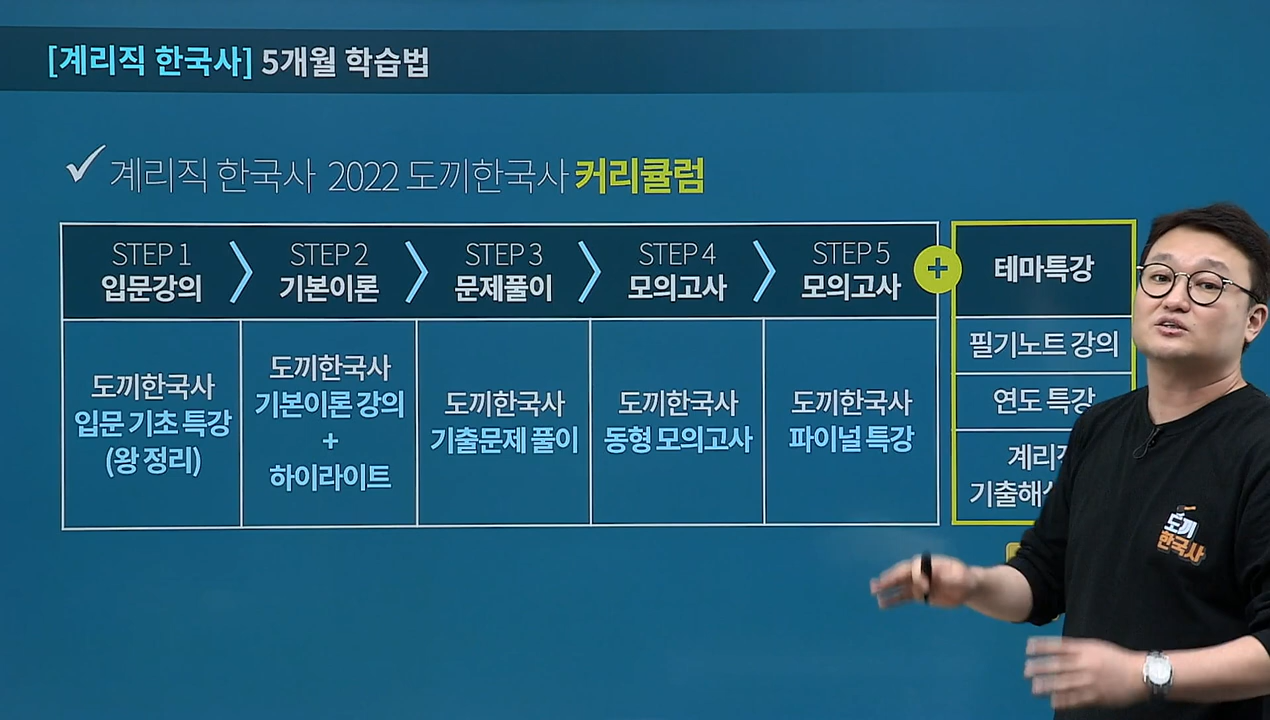 [계리직 한국사] 5개월 학습법
계리직 한국사 2022 도끼한국사 커리큘럼
STEP 1
입문강의
STEP 2
기본이론
STEP 3
문제풀이
STEP 4
모의고사
STEP 5
모의고사
+
테마특강
도끼한국사
입문 기초 특강
(왕 정리)
도끼한국사
기본이론 강의
+
하이라이트
도끼한국사
기출문제 풀이
도끼한국사
동형 모의고사
도끼한국사
파이널 특강
필기노트 강의
연도 특강
도끼
한국사